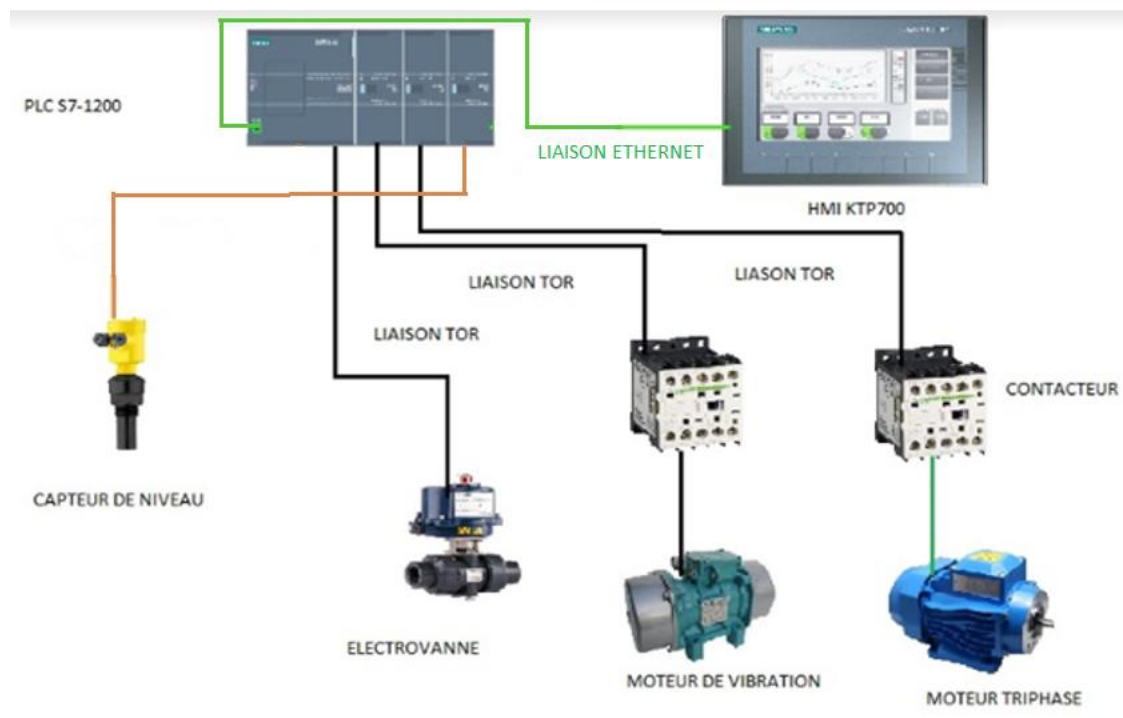 SIEMENS
PLC S7-1200
LIAISON ETHERNET
HMI KTP700
LIAISON TOR
LIASON TOR
LIAISON TOR
CONTACTEUR
CAPTEUR DE NIVEAU
ELECTROVANNE
MOTEUR DE VIBRATION
MOTEUR TRIPHASE